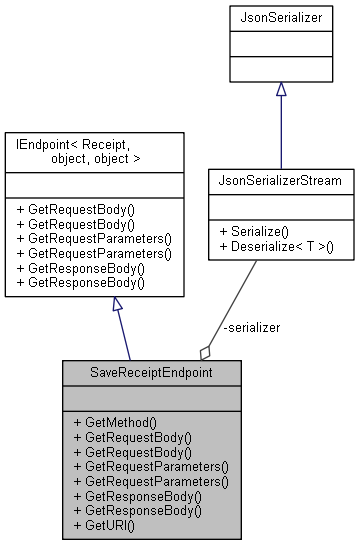 JsonSerializer
IEndpoint< Receipt,
object, object >
+ GetRequestBody()
+ GetRequestBody()
+ GetRequestParameters()
+ GetRequestParameters()
+ GetResponseBody()
+ GetResponseBody()
JsonSerializerStream
+ Serialize()
+ Deserialize< T >()
-serializer
SaveReceiptEndpoint
+ GetMethod()
+ GetRequestBody()
+ GetRequestBody()
+ GetRequestParameters()
+ GetRequestParameters()
+ GetResponseBody()
+ GetResponseBody()
+ GetURI()